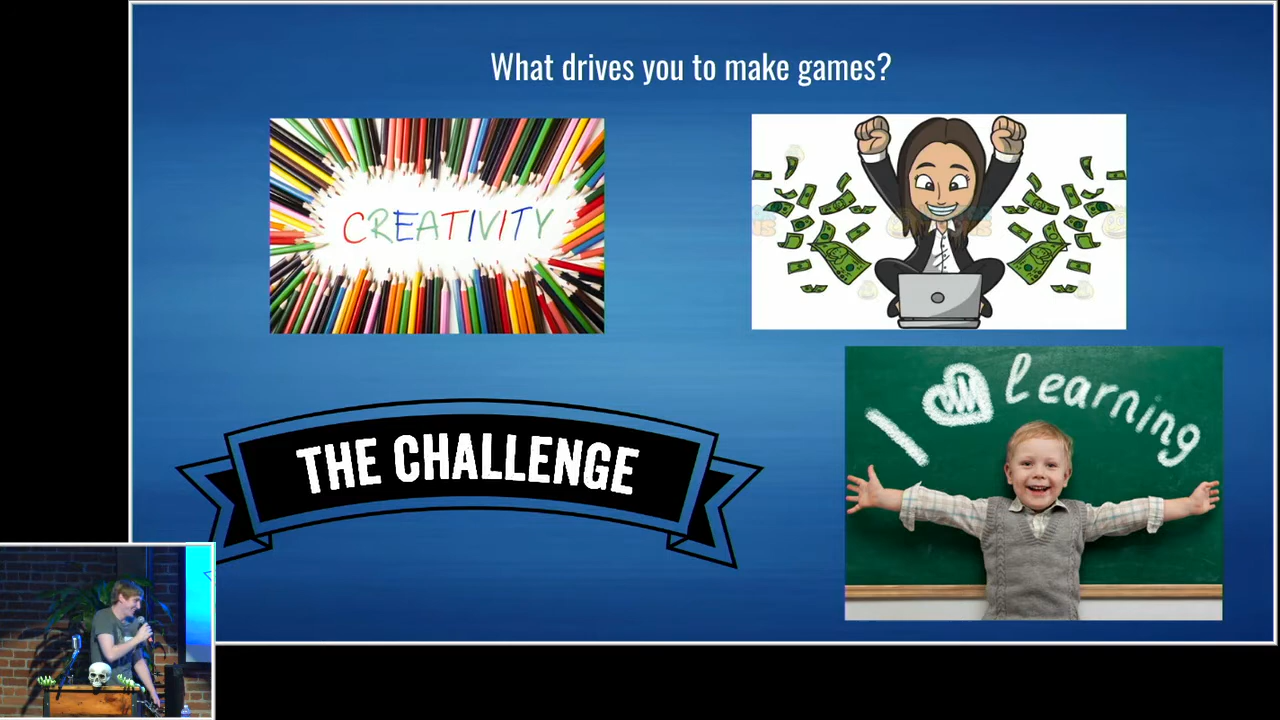 What drives you to make games?
CREATIVITY
THE CHALLENGE
I Learning